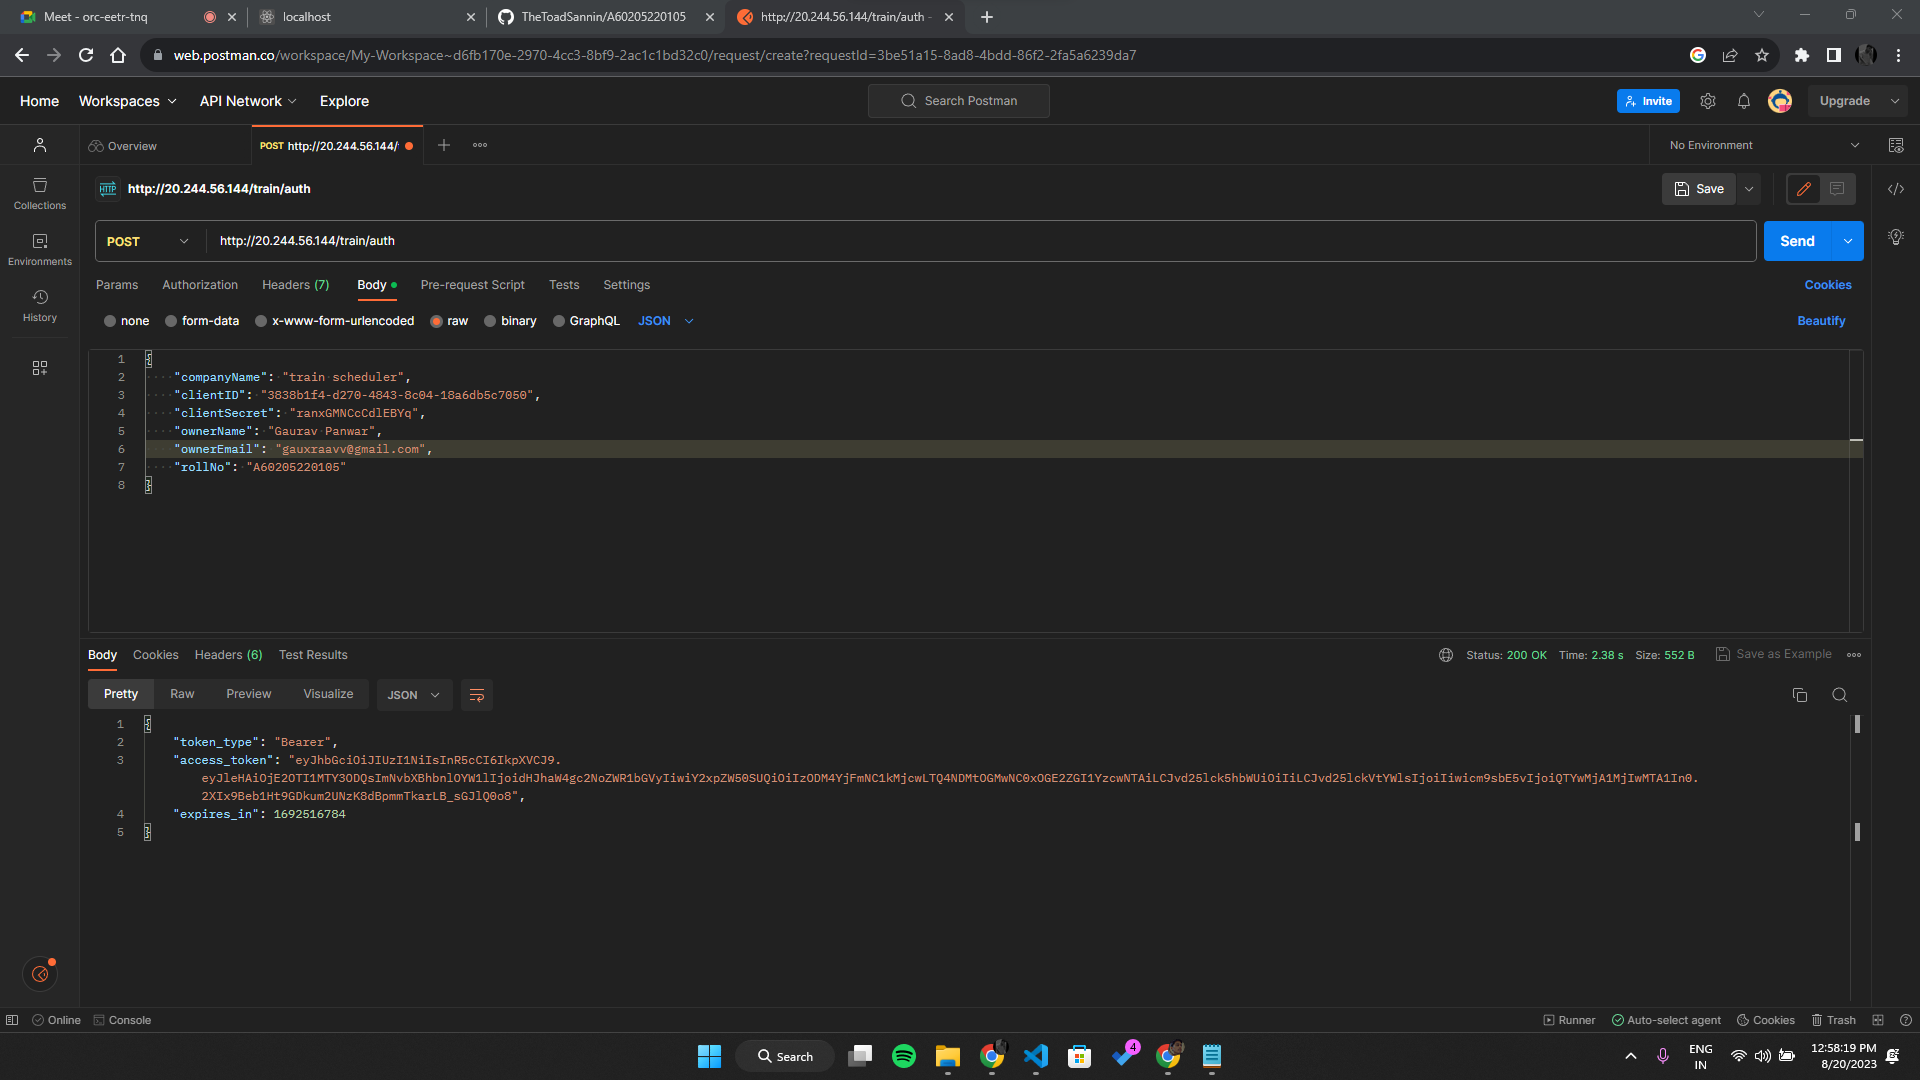 Meet - orc-eetr-tnq
localhost
TheToadSannin/A60205220105
http://20.244.56.144/train/auth -
web.postman.co/workspace/My-Workspace~d6fb170e-2970-4cc3-8bf9-2ac1c1bd32c0/request/create?requestId=3be51a15-8ad8-4bdd-86f2-2fa5a6239da7
Home Workspaces API Network Explore Search Postman Invite Upgrade
Overview POST http://20.244.56.144/ No Environment
HTTP http://20.244.56.144/train/auth Save
Collections
Environments
History
POST http://20.244.56.144/train/auth Send
Params Authorization Headers (7) Body Pre-request Script Tests Settings Cookies
none form-data x-www-form-urlencoded raw binary GraphQL JSON Beautify
1 {
2 "companyName": "train scheduler",
3 "clientID": "3838b1f4-d270-4843-8c04-18a6db5c7050",
4 "clientSecret": "ranxGMNCcCdlEBYq",
5 "ownerName": "Gaurav Panwar",
6 "ownerEmail": "gauxraavv@gmail.com",
7 "rollNo": "A60205220105"
8 }
Body Cookies Headers (6) Test Results Status: 200 OK Time: 2.38 s Size: 552 B Save as Example
Pretty Raw Preview Visualize JSON
1 {
2 "token_type": "Bearer",
3 "access_token": "eyJhbGciOiJIUzI1NiIsInR5cCI6IkpXVCJ9.
eyJleHAiOjE2OTI1MTY3ODQsImNvbXBhbnlOYW1lIjoidHJhaW4gc2NoZWR1bGVyIiwiY2xpZW50SUQiOiIzODM4YjFmNC1kMjcwLTQ4NDMtOGMwNC0xOGE2ZGI1YzcwNTAiLCJvd25lck5hbWUiOiIiLCJvd25lckVtYWlsIjoiIiwicm9sbE5vIjoiQTYwMjA1MjIwMTA1In0.
2XIx9Beb1Ht9GDkum2UNzK8dBpmmTkarLB_sGJlQ0o8",
4 "expires_in": 1692516784
5 }
Online Console Runner Auto-select agent Cookies Trash
Search 4 ENG
IN
12:58:19 PM
8/20/2023